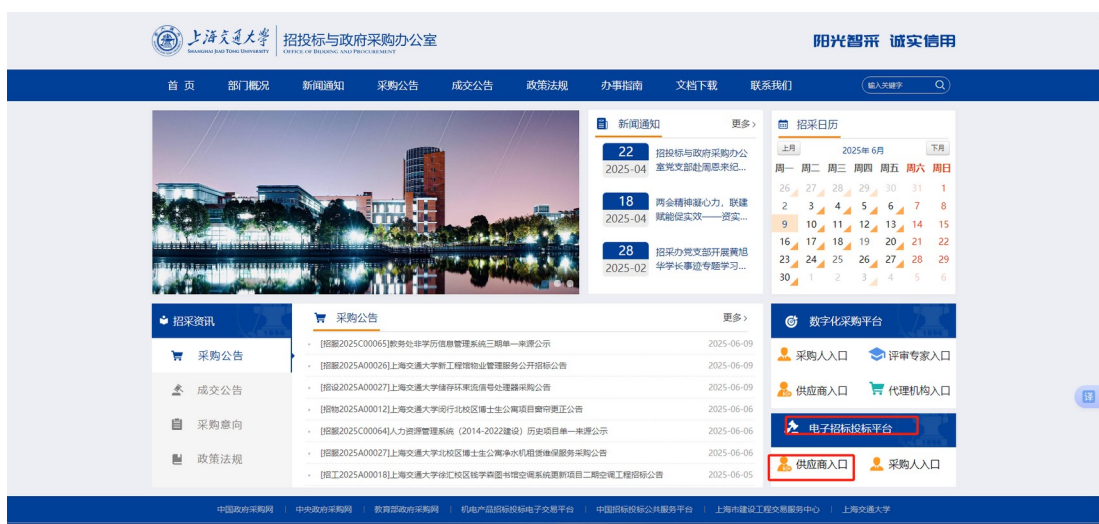 上海交通大学
SHANGHAI JIAO TONG UNIVERSITY
招投标与政府采购办公室
OFFICE OF BIDDING AND PROCUREMENT
阳光智采 诚实信用
首 页 部门概况 新闻通知 采购公告 成交公告 政策法规 办事指南 文档下载 联系我们 输入关键字
新闻通知 更多>
22
2025-04
招投标与政府采购办公
室党支部赴周恩来纪...
18
2025-04
两会精神凝心力，联建
赋能促实效——资实...
28
2025-02
招采办党支部开展黄旭
华学长事迹专题学习...
招采日历
上月 2025年 6月 下月
周一 周二 周三 周四 周五 周六 周日
26 27 28 29 30 31 1
2 3 4 5 6 7 8
9 10 11 12 13 14 15
16 17 18 19 20 21 22
23 24 25 26 27 28 29
30 1 2 3 4 5 6
招采资讯
采购公告
成交公告
采购意向
政策法规
采购公告 更多>
[招服2025C00065]教务处非学历信息管理系统三期单一来源公示 2025-06-09
[招服2025A00026]上海交通大学新工程馆物业管理服务公开招标公告 2025-06-09
[招设2025A00027]上海交通大学储存环束流信号处理器采购公告 2025-06-09
[招物2025A00012]上海交通大学闵行北校区博士生公寓项目窗帘更正公告 2025-06-06
[招服2025C00064]人力资源管理系统（2014-2022建设）历史项目单一来源公示 2025-06-06
[招服2025A00027]上海交通大学北校区博士生公寓净水机租赁维保服务采购公告 2025-06-06
[招工2025A00018]上海交通大学徐汇校区钱学森图书馆空调系统更新项目二期空调工程招标公告 2025-06-05
数字化采购平台
采购人入口 评审专家入口
供应商入口 代理机构入口
电子招标投标平台
供应商入口 采购人入口
译
中国政府采购网 | 中央政府采购网 | 教育部政府采购网 | 机电产品招标投标电子交易平台 | 中国招标投标公共服务平台 | 上海市建设工程交易服务中心 | 上海交通大学